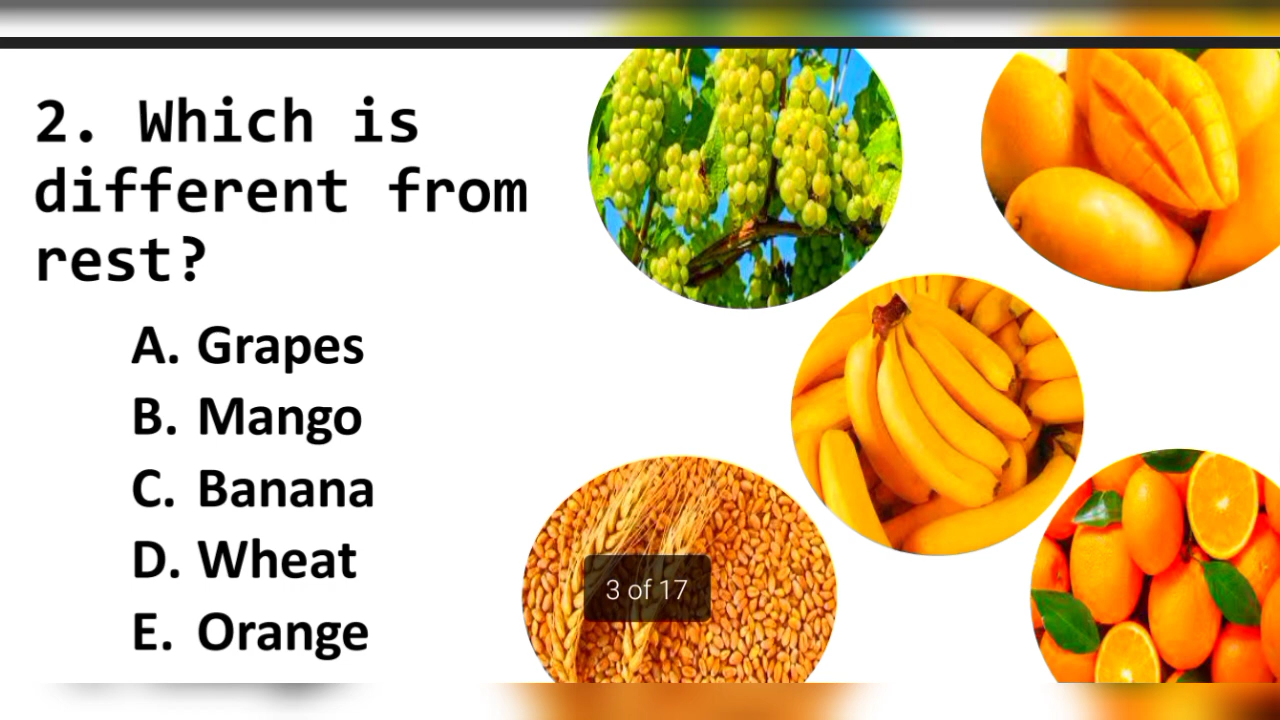 2. Which is
different from
rest?
A. Grapes
B. Mango
C. Banana
D. Wheat
E. Orange
3 of 17